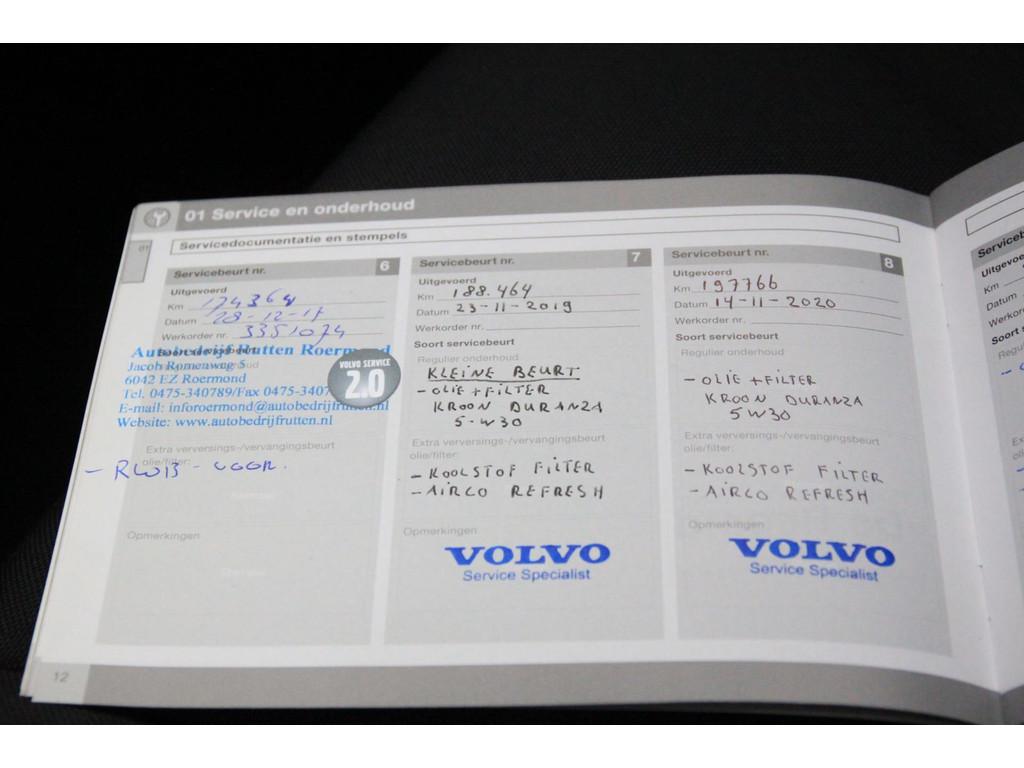 01 Service en onderhoud
01
Servicedocumentatie en stempels
Servicebeurt nr. 6
Uitgevoerd
Km 174364
Datum 28-12-17
Werkorder nr. 3351074
Autobedrijf Rutten Roermond
Soort servicebeurt
Jacob Romenweg 5
6042 EZ Roermond
Tel. 0475-340789/Fax 0475-3407
E-mail: inforoermond@autobedrijfrutten.nl
Website: www.autobedrijfrutten.nl
VOLVO SERVICE
2.0
Extra verversings-/vervangingsbeurt
olie/filter:
Opmerkingen
Servicebeurt nr. 7
Uitgevoerd
Km 188.464
Datum 23-11-2019
Werkorder nr.
Soort servicebeurt
Regulier onderhoud
KLEINE BEURT
- OLIE + FILTER
KROON DURANZA
5-W30
Extra verversings-/vervangingsbeurt
olie/filter:
- KOOLSTOF FILTER
- AIRCO REFRESH
Opmerkingen
VOLVO
Service Specialist
Servicebeurt nr. 8
Uitgevoerd
Km 197766
Datum 14-11-2020
Werkorder nr.
Soort servicebeurt
Regulier onderhoud
- OLIE + FILTER
KROON DURANZA
5W30
Extra verversings-/vervangingsbeurt
olie/filter:
- KOOLSTOF FILTER
- AIRCO REFRESH
Opmerkingen
VOLVO
Service Specialist
12